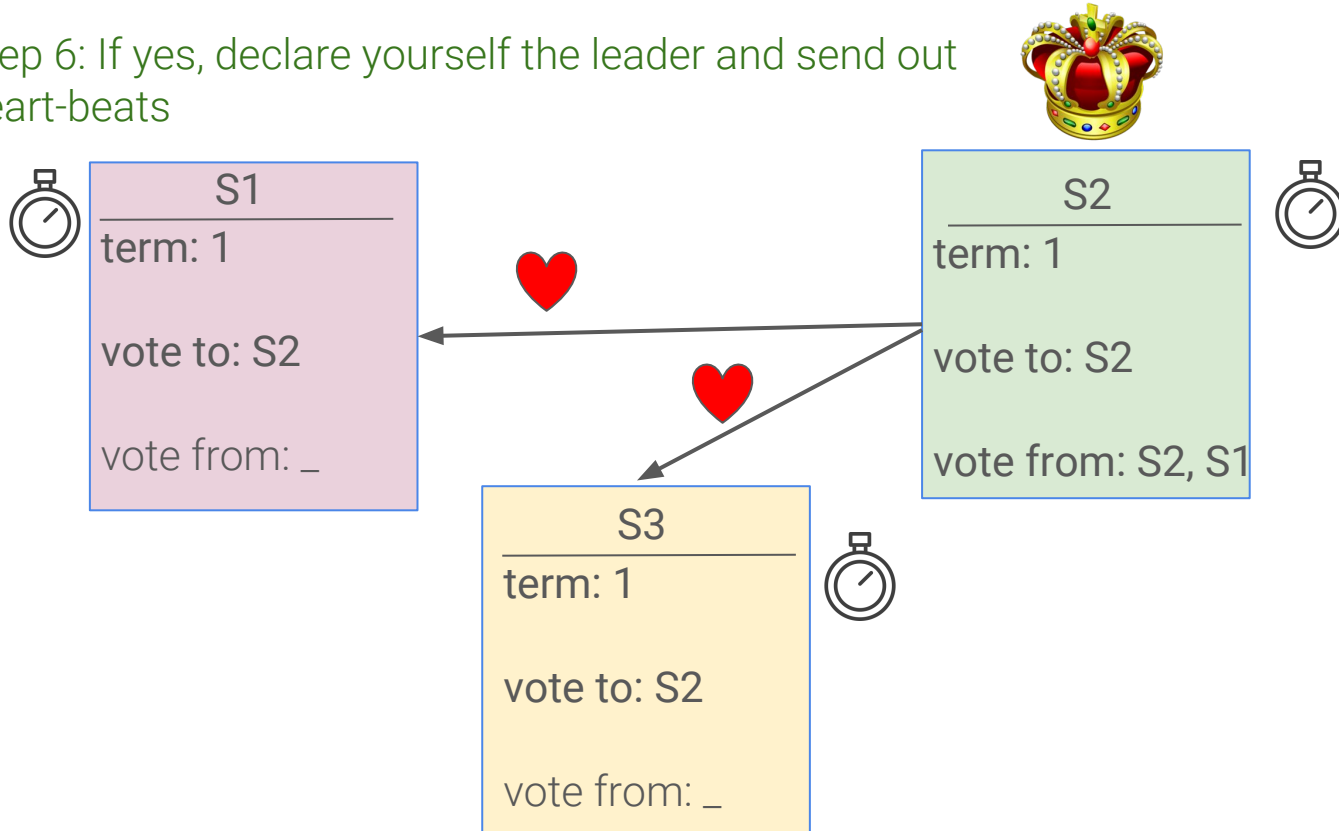 ep 6: If yes, declare yourself the leader and send out
eart-beats
S1
term: 1
vote to: S2
vote from: _
S2
term: 1
vote to: S2
vote from: S2, S1
S3
term: 1
vote to: S2
vote from: _